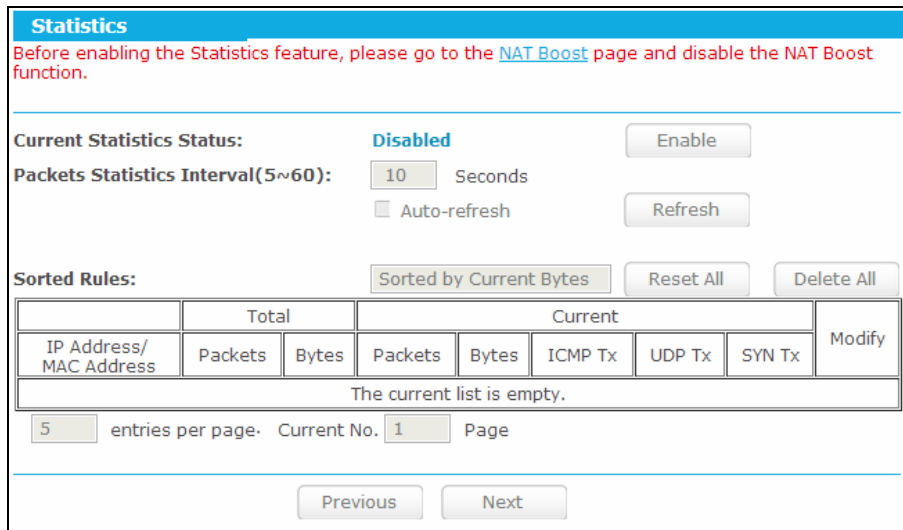 Statistics
Before enabling the Statistics feature, please go to the NAT Boost page and disable the NAT Boost
function.
Current Statistics Status: Disabled Enable
Packets Statistics Interval(5~60): 10 Seconds
Auto-refresh Refresh
Sorted Rules: Sorted by Current Bytes Reset All Delete All
Total Current Modify
IP Address/
MAC Address Packets Bytes Packets Bytes ICMP Tx UDP Tx SYN Tx
The current list is empty.
5 entries per page. Current No. 1 Page
Previous Next